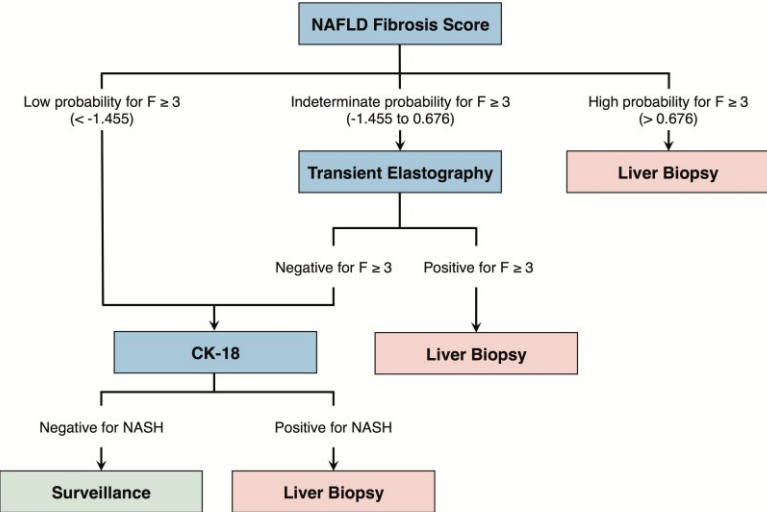 NAFLD Fibrosis Score
Low probability for F ≥ 3
(< -1.455)
Indeterminate probability for F ≥ 3
(-1.455 to 0.676)
High probability for F ≥ 3
(> 0.676)
Transient Elastography
Liver Biopsy
Negative for F ≥ 3
Positive for F ≥ 3
CK-18
Liver Biopsy
Negative for NASH
Positive for NASH
Surveillance
Liver Biopsy